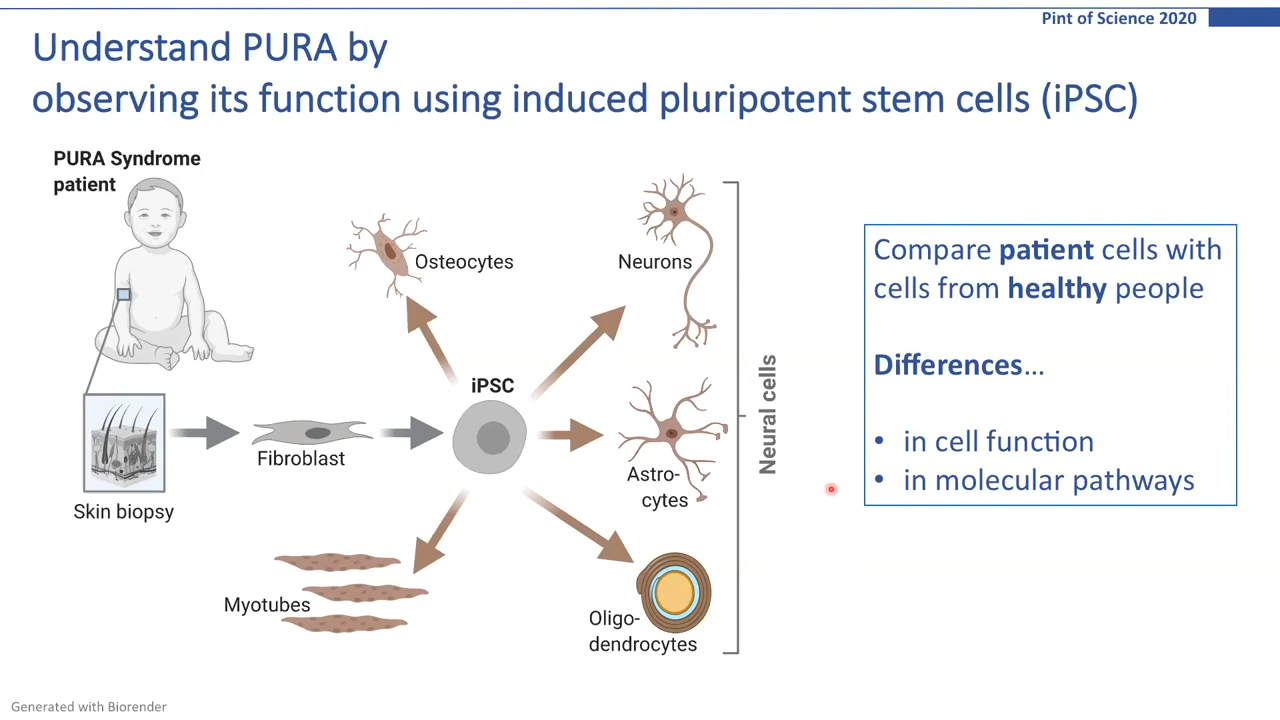 Pint of Science 2020
Understand PURA by
observing its function using induced pluripotent stem cells (iPSC)
PURA Syndrome
patient
Osteocytes
Neurons
iPSC
Fibroblast
Skin biopsy
Astro-
cytes
Myotubes
Oligo-
dendrocytes
Neural cells
Compare patient cells with
cells from healthy people
Differences...
• in cell function
• in molecular pathways
Generated with Biorender